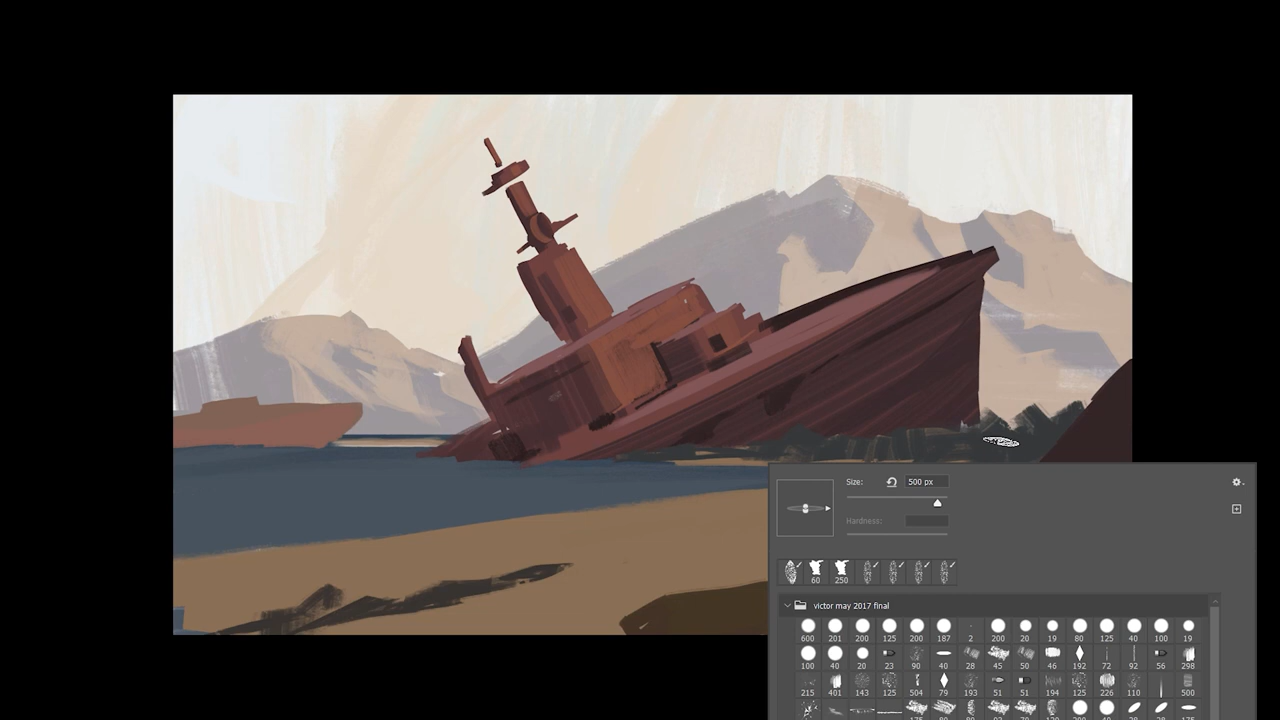 Size: 500 px
Hardness:
60 250
victor may 2017 final
600 201 200 125 200 187 2 200 20 19 80 125 40 100 19
100 40 20 23 90 40 28 45 50 46 192 72 92 56 298
215 401 143 125 504 79 193 51 51 194 125 226 110 500